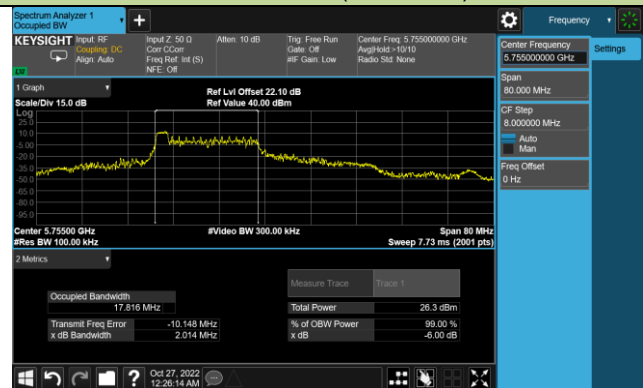 Spectrum Analyzer 1
Occupied BW
Frequency
KEYSIGHT
Input: RF
Coupling: DC
Align: Auto
Input Z: 50 Ω
Corr CCorr
Freq Ref: Int (S)
NFE: Off
Atten: 10 dB
Trig: Free Run
Gate: Off
#IF Gain: Low
Center Freq: 5.755000000 GHz
Avg|Hold:>10/10
Radio Std: None
LW
Center Frequency
5.755000000 GHz
Settings
Span
80.000 MHz
CF Step
8.000000 MHz
Auto
Man
Freq Offset
0 Hz
1 Graph
Scale/Div 15.0 dB
Ref Lvl Offset 22.10 dB
Ref Value 40.00 dBm
Log
25.0
10.0
-5.00
-20.0
-35.0
-50.0
-65.0
-80.0
-95.0
Center 5.75500 GHz
#Video BW 300.00 kHz
Span 80 MHz
#Res BW 100.00 kHz
Sweep 7.73 ms (2001 pts)
2 Metrics
Measure Trace
Trace 1
Occupied Bandwidth
17.816 MHz
Total Power
26.3 dBm
Transmit Freq Error
-10.148 MHz
% of OBW Power
99.00 %
x dB Bandwidth
2.014 MHz
x dB
-6.00 dB
Oct 27, 2022
12:26:14 AM